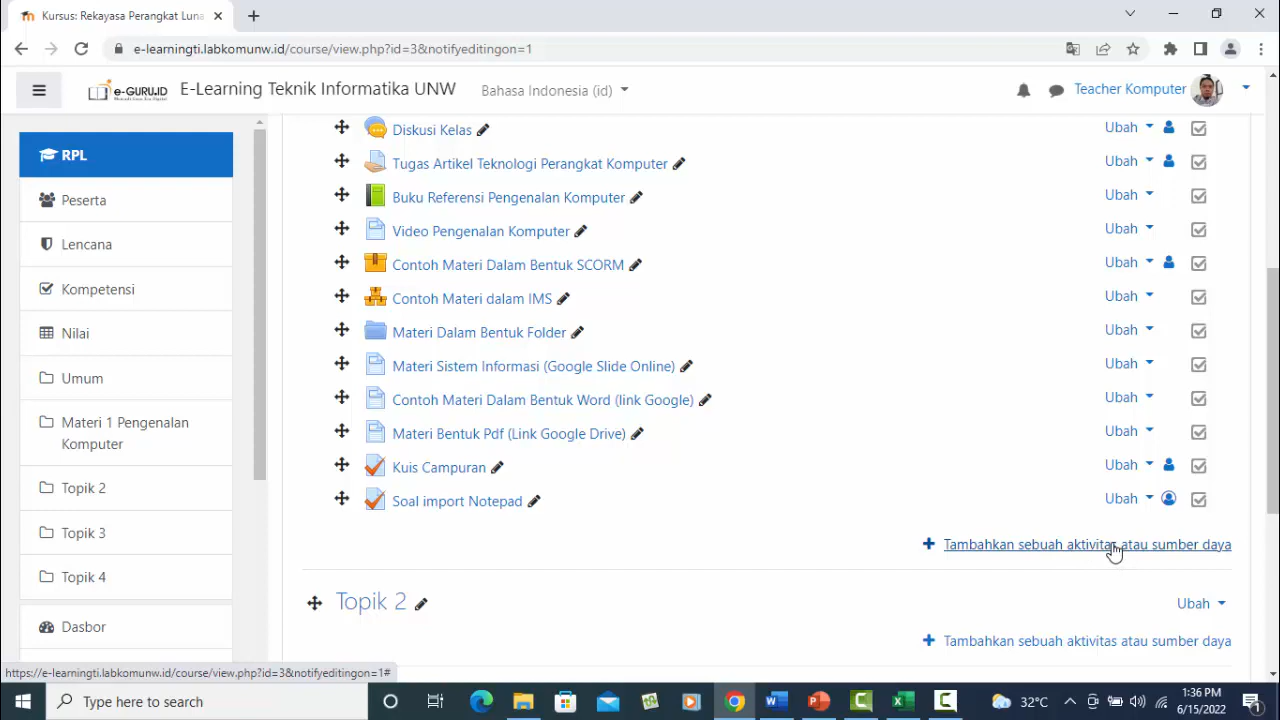 Kursus: Rekayasa Perangkat Luna
e-learningti.labkomunw.id/course/view.php?id=3&notifyeditingon=1
e-GURU.ID
E-Learning Teknik Informatika UNW
Bahasa Indonesia (id)
Teacher Komputer
RPL
Peserta
Lencana
Kompetensi
Nilai
Umum
Materi 1 Pengenalan
Komputer
Topik 2
Topik 3
Topik 4
Dasbor
Diskusi Kelas Ubah
Tugas Artikel Teknologi Perangkat Komputer Ubah
Buku Referensi Pengenalan Komputer Ubah
Video Pengenalan Komputer Ubah
Contoh Materi Dalam Bentuk SCORM Ubah
Contoh Materi dalam IMS Ubah
Materi Dalam Bentuk Folder Ubah
Materi Sistem Informasi (Google Slide Online) Ubah
Contoh Materi Dalam Bentuk Word (link Google) Ubah
Materi Bentuk Pdf (Link Google Drive) Ubah
Kuis Campuran Ubah
Soal import Notepad Ubah
Tambahkan sebuah aktivitas atau sumber daya
Topik 2 Ubah
Tambahkan sebuah aktivitas atau sumber daya
https://e-learningti.labkomunw.id/course/view.php?id=3&notifyeditingon=1#
Type here to search
32°C
1:36 PM
6/15/2022